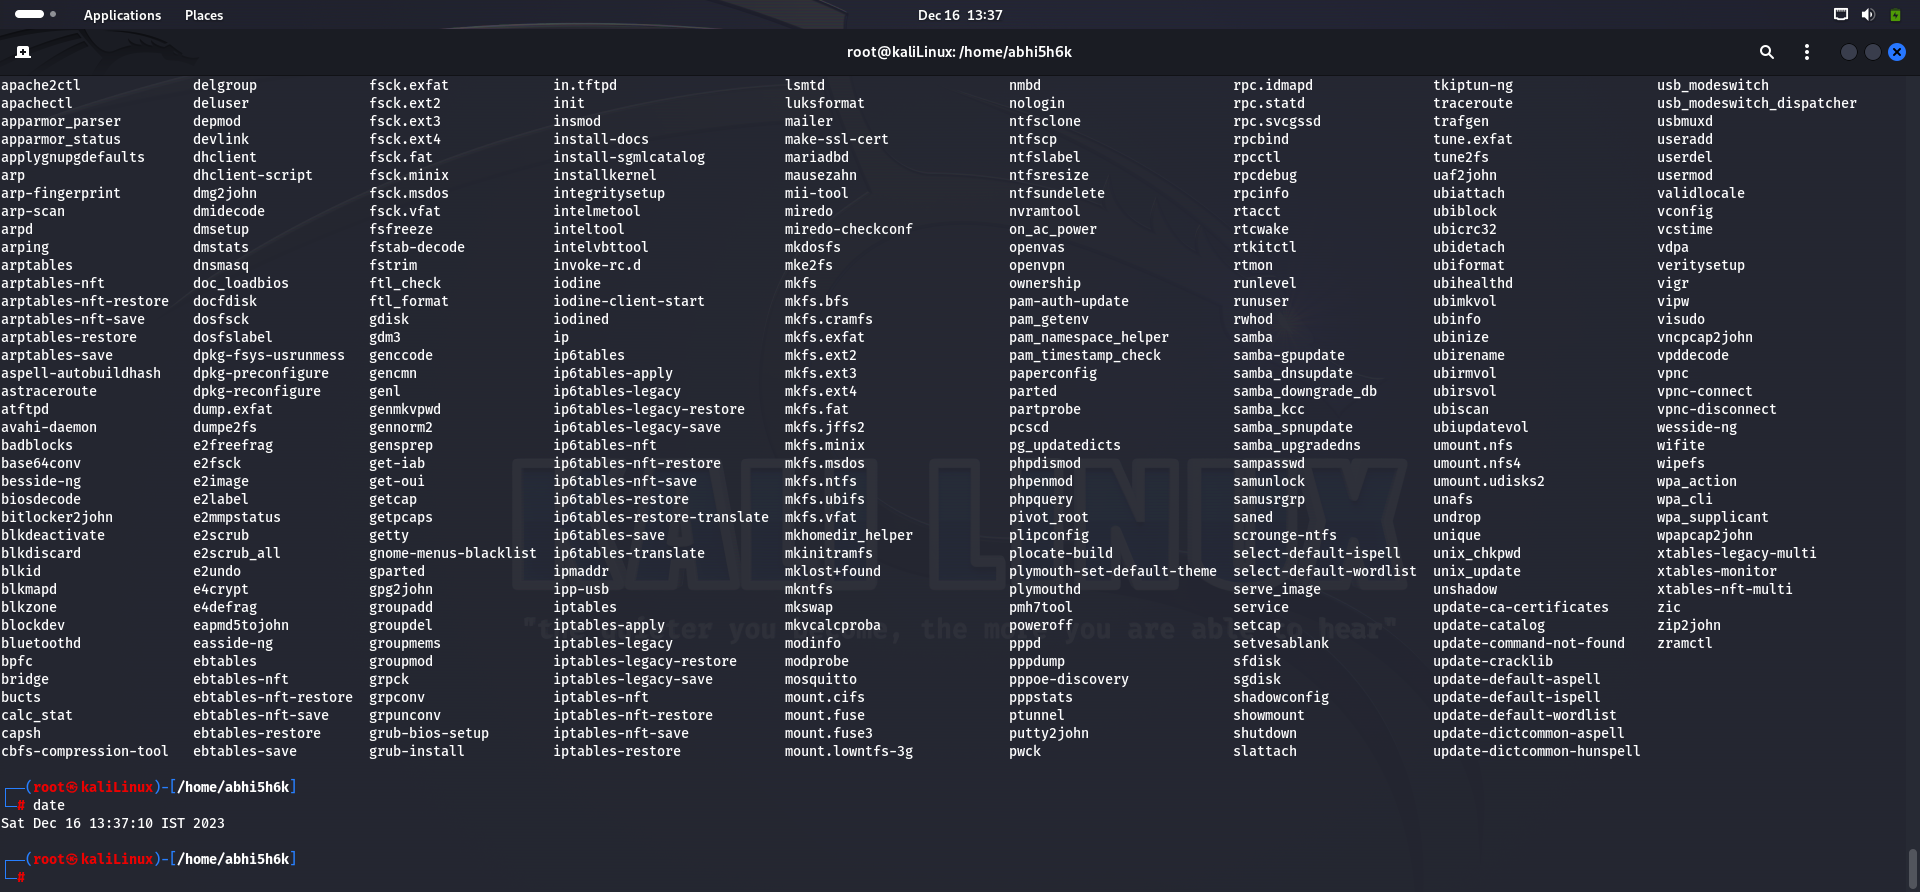 Applications Places Dec 16 13:37
root@kaliLinux: /home/abhi5h6k
apache2ctl delgroup fsck.exfat in.tftpd lsmtd nmbd rpc.idmapd tkiptun-ng usb_modeswitch
apachectl deluser fsck.ext2 init luksformat nologin rpc.statd traceroute usb_modeswitch_dispatcher
apparmor_parser depmod fsck.ext3 insmod mailer ntfsclone rpc.svcgssd trafgen usbmuxd
apparmor_status devlink fsck.ext4 install-docs make-ssl-cert ntfscp rpcbind tune.exfat useradd
applygnupgdefaults dhclient fsck.fat install-sgmlcatalog mariadbd ntfslabel rpcctl tune2fs userdel
arp dhclient-script fsck.minix installkernel mausezahn ntfsresize rpcdebug uaf2john usermod
arp-fingerprint dmg2john fsck.msdos integritysetup mii-tool ntfsundelete rpcinfo ubiattach validlocale
arp-scan dmidecode fsck.vfat intelmetool miredo nvramtool rtacct ubiblock vconfig
arpd dmsetup fsfreeze inteltool miredo-checkconf on_ac_power rtcwake ubicrc32 vcstime
arping dmstats fstab-decode intelvbttool mkdosfs openvas rtkitctl ubidetach vdpa
arptables dnsmasq fstrim invoke-rc.d mke2fs openvpn rtmon ubiformat veritysetup
arptables-nft doc_loadbios ftl_check iodine mkfs ownership runlevel ubihealthd vigr
arptables-nft-restore docfdisk ftl_format iodine-client-start mkfs.bfs pam-auth-update runuser ubimkvol vipw
arptables-nft-save dosfsck gdisk iodined mkfs.cramfs pam_getenv rwhod ubinfo visudo
arptables-restore dosfslabel gdm3 ip mkfs.exfat pam_namespace_helper samba ubinize vncpcap2john
arptables-save dpkg-fsys-usrunmess genccode ip6tables mkfs.ext2 pam_timestamp_check samba-gpupdate ubirename vpddecode
aspell-autobuildhash dpkg-preconfigure gencmn ip6tables-apply mkfs.ext3 paperconfig samba_dnsupdate ubirmvol vpnc
astraceroute dpkg-reconfigure genl ip6tables-legacy mkfs.ext4 parted samba_downgrade_db ubirsvol vpnc-connect
atftpd dump.exfat genmkvpwd ip6tables-legacy-restore mkfs.fat partprobe samba_kcc ubiscan vpnc-disconnect
avahi-daemon dumpe2fs gennorm2 ip6tables-legacy-save mkfs.jffs2 pcscd samba_spnupdate ubiupdatevol wesside-ng
badblocks e2freefrag gensprep ip6tables-nft mkfs.minix pg_updatedicts samba_upgradedns umount.nfs wifite
base64conv e2fsck get-iab ip6tables-nft-restore mkfs.msdos phpdismod sampasswd umount.nfs4 wipefs
besside-ng e2image get-oui ip6tables-nft-save mkfs.ntfs phpenmod samunlock umount.udisks2 wpa_action
biosdecode e2label getcap ip6tables-restore mkfs.ubifs phpquery samusrgrp unafs wpa_cli
bitlocker2john e2mmpstatus getpcaps ip6tables-restore-translate mkfs.vfat pivot_root saned undrop wpa_supplicant
blkdeactivate e2scrub getty ip6tables-save mkhomedir_helper plipconfig scrounge-ntfs unique wpapcap2john
blkdiscard e2scrub_all gnome-menus-blacklist ip6tables-translate mkinitramfs plocate-build select-default-ispell unix_chkpwd xtables-legacy-multi
blkid e2undo gparted ipmaddr mklost+found plymouth-set-default-theme select-default-wordlist unix_update xtables-monitor
blkmapd e4crypt gpg2john ipp-usb mkntfs plymouthd serve_image unshadow xtables-nft-multi
blkzone e4defrag groupadd iptables mkswap pmh7tool service update-ca-certificates zic
blockdev eapmd5tojohn groupdel iptables-apply mkvcalcproba poweroff setcap update-catalog zip2john
bluetoothd easside-ng groupmems iptables-legacy modinfo pppd setvesablank update-command-not-found zramctl
bpfc ebtables groupmod iptables-legacy-restore modprobe pppdump sfdisk update-cracklib
bridge ebtables-nft grpck iptables-legacy-save mosquitto pppoe-discovery sgdisk update-default-aspell
bucts ebtables-nft-restore grpconv iptables-nft mount.cifs pppstats shadowconfig update-default-ispell
calc_stat ebtables-nft-save grpunconv iptables-nft-restore mount.fuse ptunnel showmount update-default-wordlist
capsh ebtables-restore grub-bios-setup iptables-nft-save mount.fuse3 putty2john shutdown update-dictcommon-aspell
cbfs-compression-tool ebtables-save grub-install iptables-restore mount.lowntfs-3g pwck slattach update-dictcommon-hunspell
KALI LINUX
(root㉿kaliLinux)-[/home/abhi5h6k]
# date
Sat Dec 16 13:37:10 IST 2023
(root㉿kaliLinux)-[/home/abhi5h6k]
#